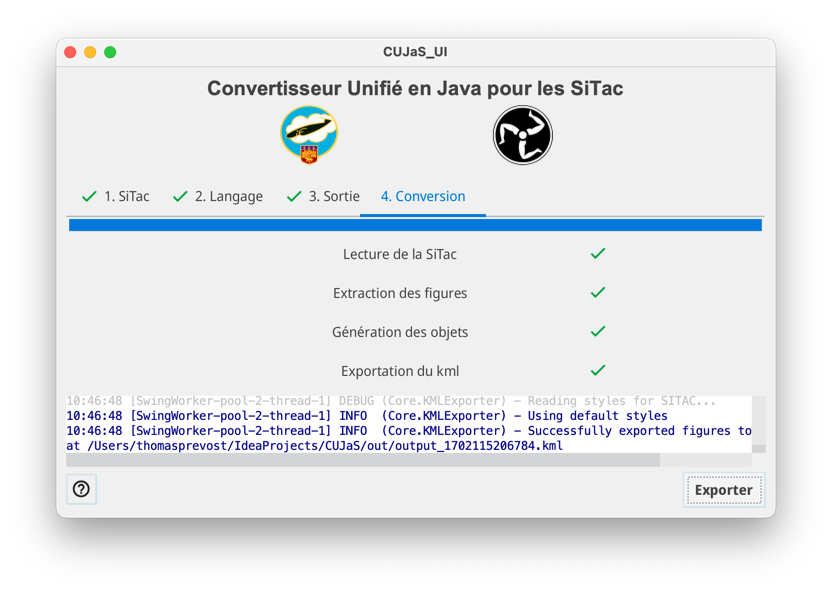 CUJaS_UI
Convertisseur Unifié en Java pour les SiTac
1. SiTac 2. Langage 3. Sortie 4. Conversion
Lecture de la SiTac
Extraction des figures
Génération des objets
Exportation du kml
10:46:48 [SwingWorker-pool-2-thread-1] DEBUG (Core.KMLExporter) - Reading styles for SITAC...
10:46:48 [SwingWorker-pool-2-thread-1] INFO  (Core.KMLExporter) - Using default styles
10:46:48 [SwingWorker-pool-2-thread-1] INFO  (Core.KMLExporter) - Successfully exported figures to
at /Users/thomasprevost/IdeaProjects/CUJaS/out/output_1702115206784.kml
Exporter